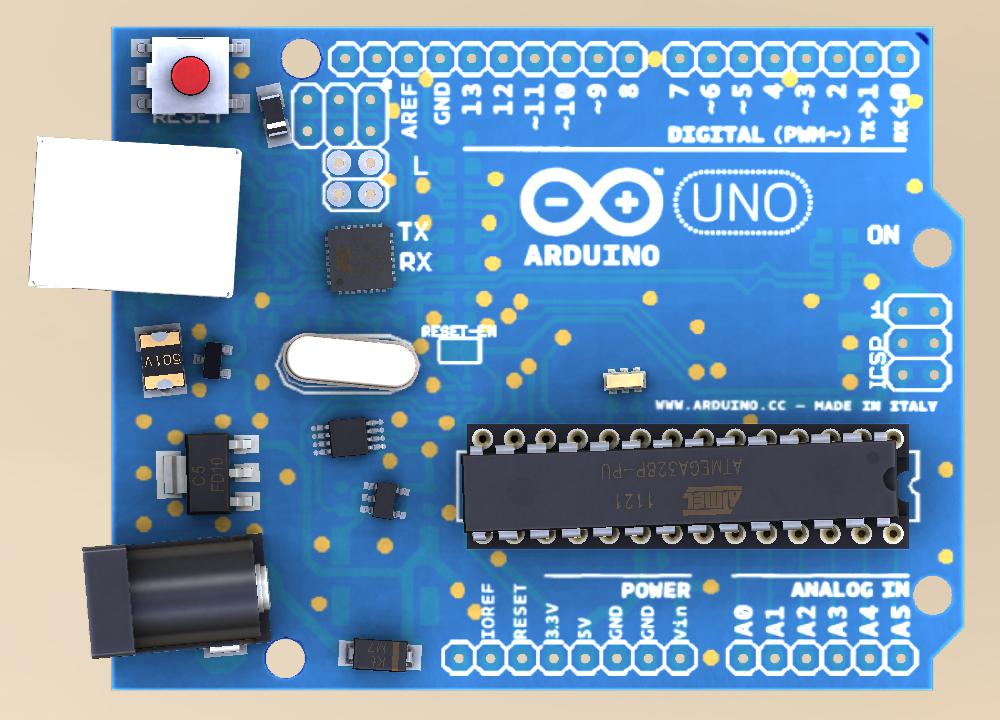 RESET
AREF
GND
13
12
~11
~10
~9
8
7
~6
~5
4
~3
2
TX→1
RX←0
DIGITAL (PWM~)
L
TX
RX
UNO
ARDUINO
ON
RESET-EN
1
ICSP
WWW.ARDUINO.CC — MADE IN ITALY
501V
C5
FD10
ATMEGA328P-PU
ATMEL
1121
POWER
ANALOG IN
IOREF
RESET
3.3V
5V
GND
GND
Vin
A0
A1
A2
A3
A4
A5
M7